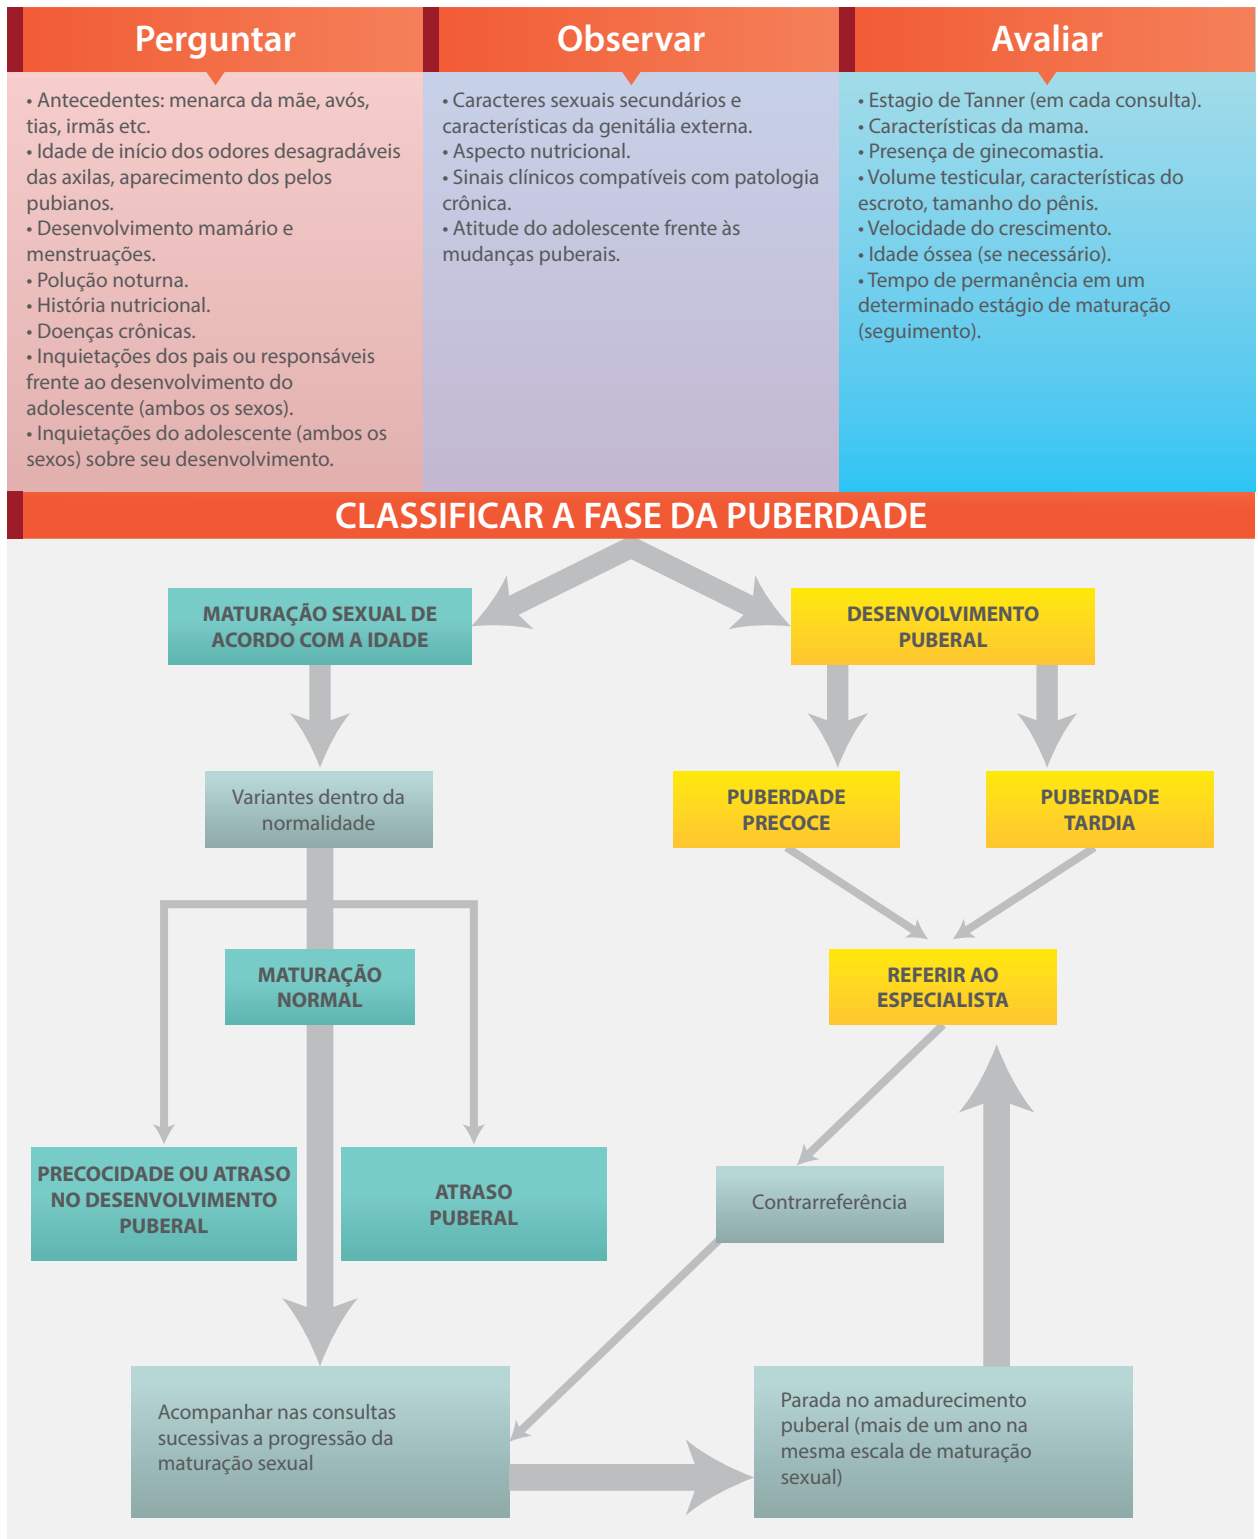 Perguntar
• Antecedentes: menarca da mãe, avós,
tias, irmãs etc.
• Idade de início dos odores desagradáveis
das axilas, aparecimento dos pelos
pubianos.
• Desenvolvimento mamário e
menstruações.
• Polução noturna.
• História nutricional.
• Doenças crônicas.
• Inquietações dos pais ou responsáveis
frente ao desenvolvimento do
adolescente (ambos os sexos).
• Inquietações do adolescente (ambos os
sexos) sobre seu desenvolvimento.
Observar
• Caracteres sexuais secundários e
características da genitália externa.
• Aspecto nutricional.
• Sinais clínicos compatíveis com patologia
crônica.
• Atitude do adolescente frente às
mudanças puberais.
Avaliar
• Estagio de Tanner (em cada consulta).
• Características da mama.
• Presença de ginecomastia.
• Volume testicular, características do
escroto, tamanho do pênis.
• Velocidade do crescimento.
• Idade óssea (se necessário).
• Tempo de permanência em um
determinado estágio de maturação
(seguimento).
CLASSIFICAR A FASE DA PUBERDADE
MATURAÇÃO SEXUAL DE
ACORDO COM A IDADE
DESENVOLVIMENTO
PUBERAL
Variantes dentro da
normalidade
PUBERDADE
PRECOCE
PUBERDADE
TARDIA
MATURAÇÃO
NORMAL
REFERIR AO
ESPECIALISTA
PRECOCIDADE OU ATRASO
NO DESENVOLVIMENTO
PUBERAL
ATRASO
PUBERAL
Contrarreferência
Acompanhar nas consultas
sucessivas a progressão da
maturação sexual
Parada no amadurecimento
puberal (mais de um ano na
mesma escala de maturação
sexual)